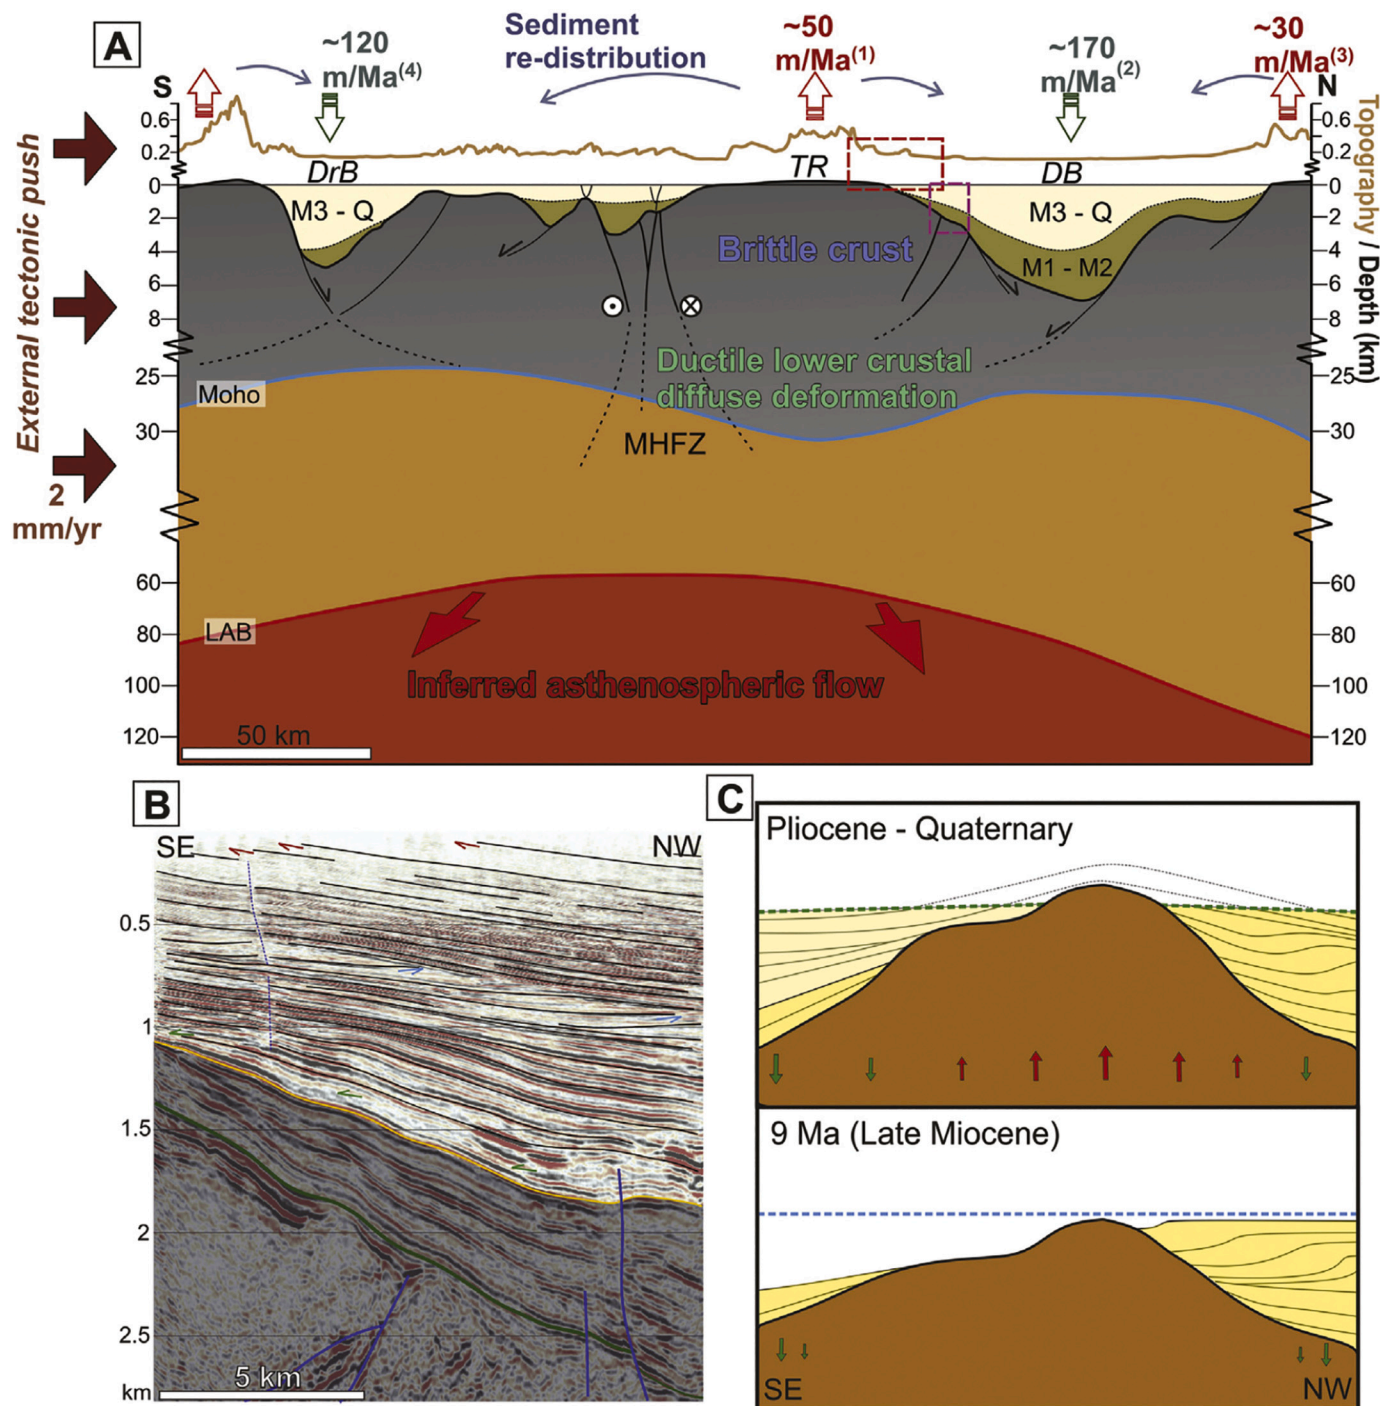 A
~120
m/Ma(4)
Sediment
re-distribution
~50
m/Ma(1)
~170
m/Ma(2)
~30
m/Ma(3)
S
N
0.6
0.2
0
2
4
6
8
25
30
60
80
100
120
0.6
0.2
0
2
4
6
8
25
30
60
80
100
120
Topography / Depth (km)
External tectonic push
2
mm/yr
DrB
TR
DB
M3 - Q
M3 - Q
M1 - M2
Brittle crust
Ductile lower crustal
diffuse deformation
Moho
MHFZ
LAB
Inferred asthenospheric flow
50 km
B
SE
NW
0.5
1
1.5
2
2.5
km
5 km
C
Pliocene - Quaternary
9 Ma (Late Miocene)
SE
NW